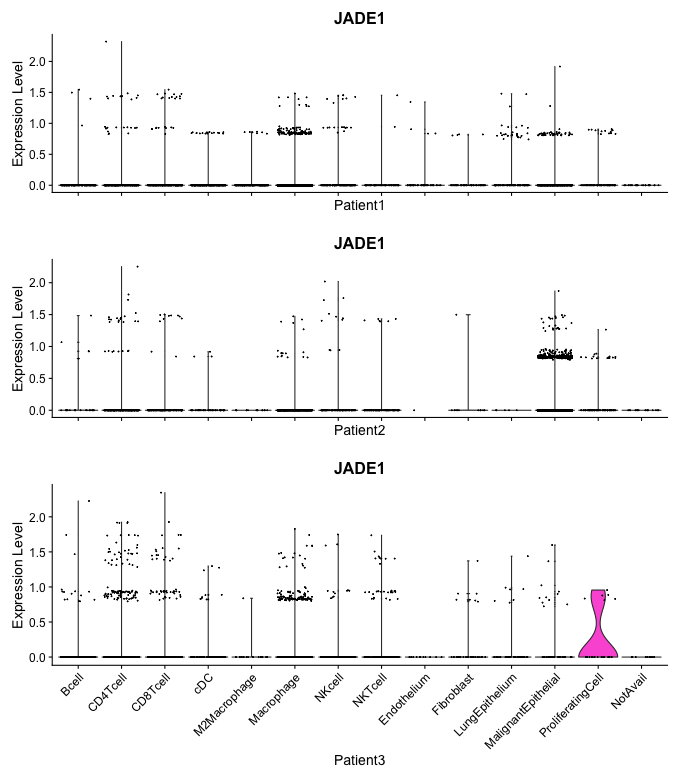 JADE1
Expression Level
2.0
1.5
1.0
0.5
0.0
Patient1
JADE1
Expression Level
2.0
1.5
1.0
0.5
0.0
Patient2
JADE1
Expression Level
2.0
1.5
1.0
0.5
0.0
Bcell
CD4Tcell
CD8Tcell
cDC
M2Macrophage
Macrophage
NKcell
NKTcell
Endothelium
Fibroblast
LungEpithelium
MalignantEpithelial
ProliferatingCell
NotAvail
Patient3